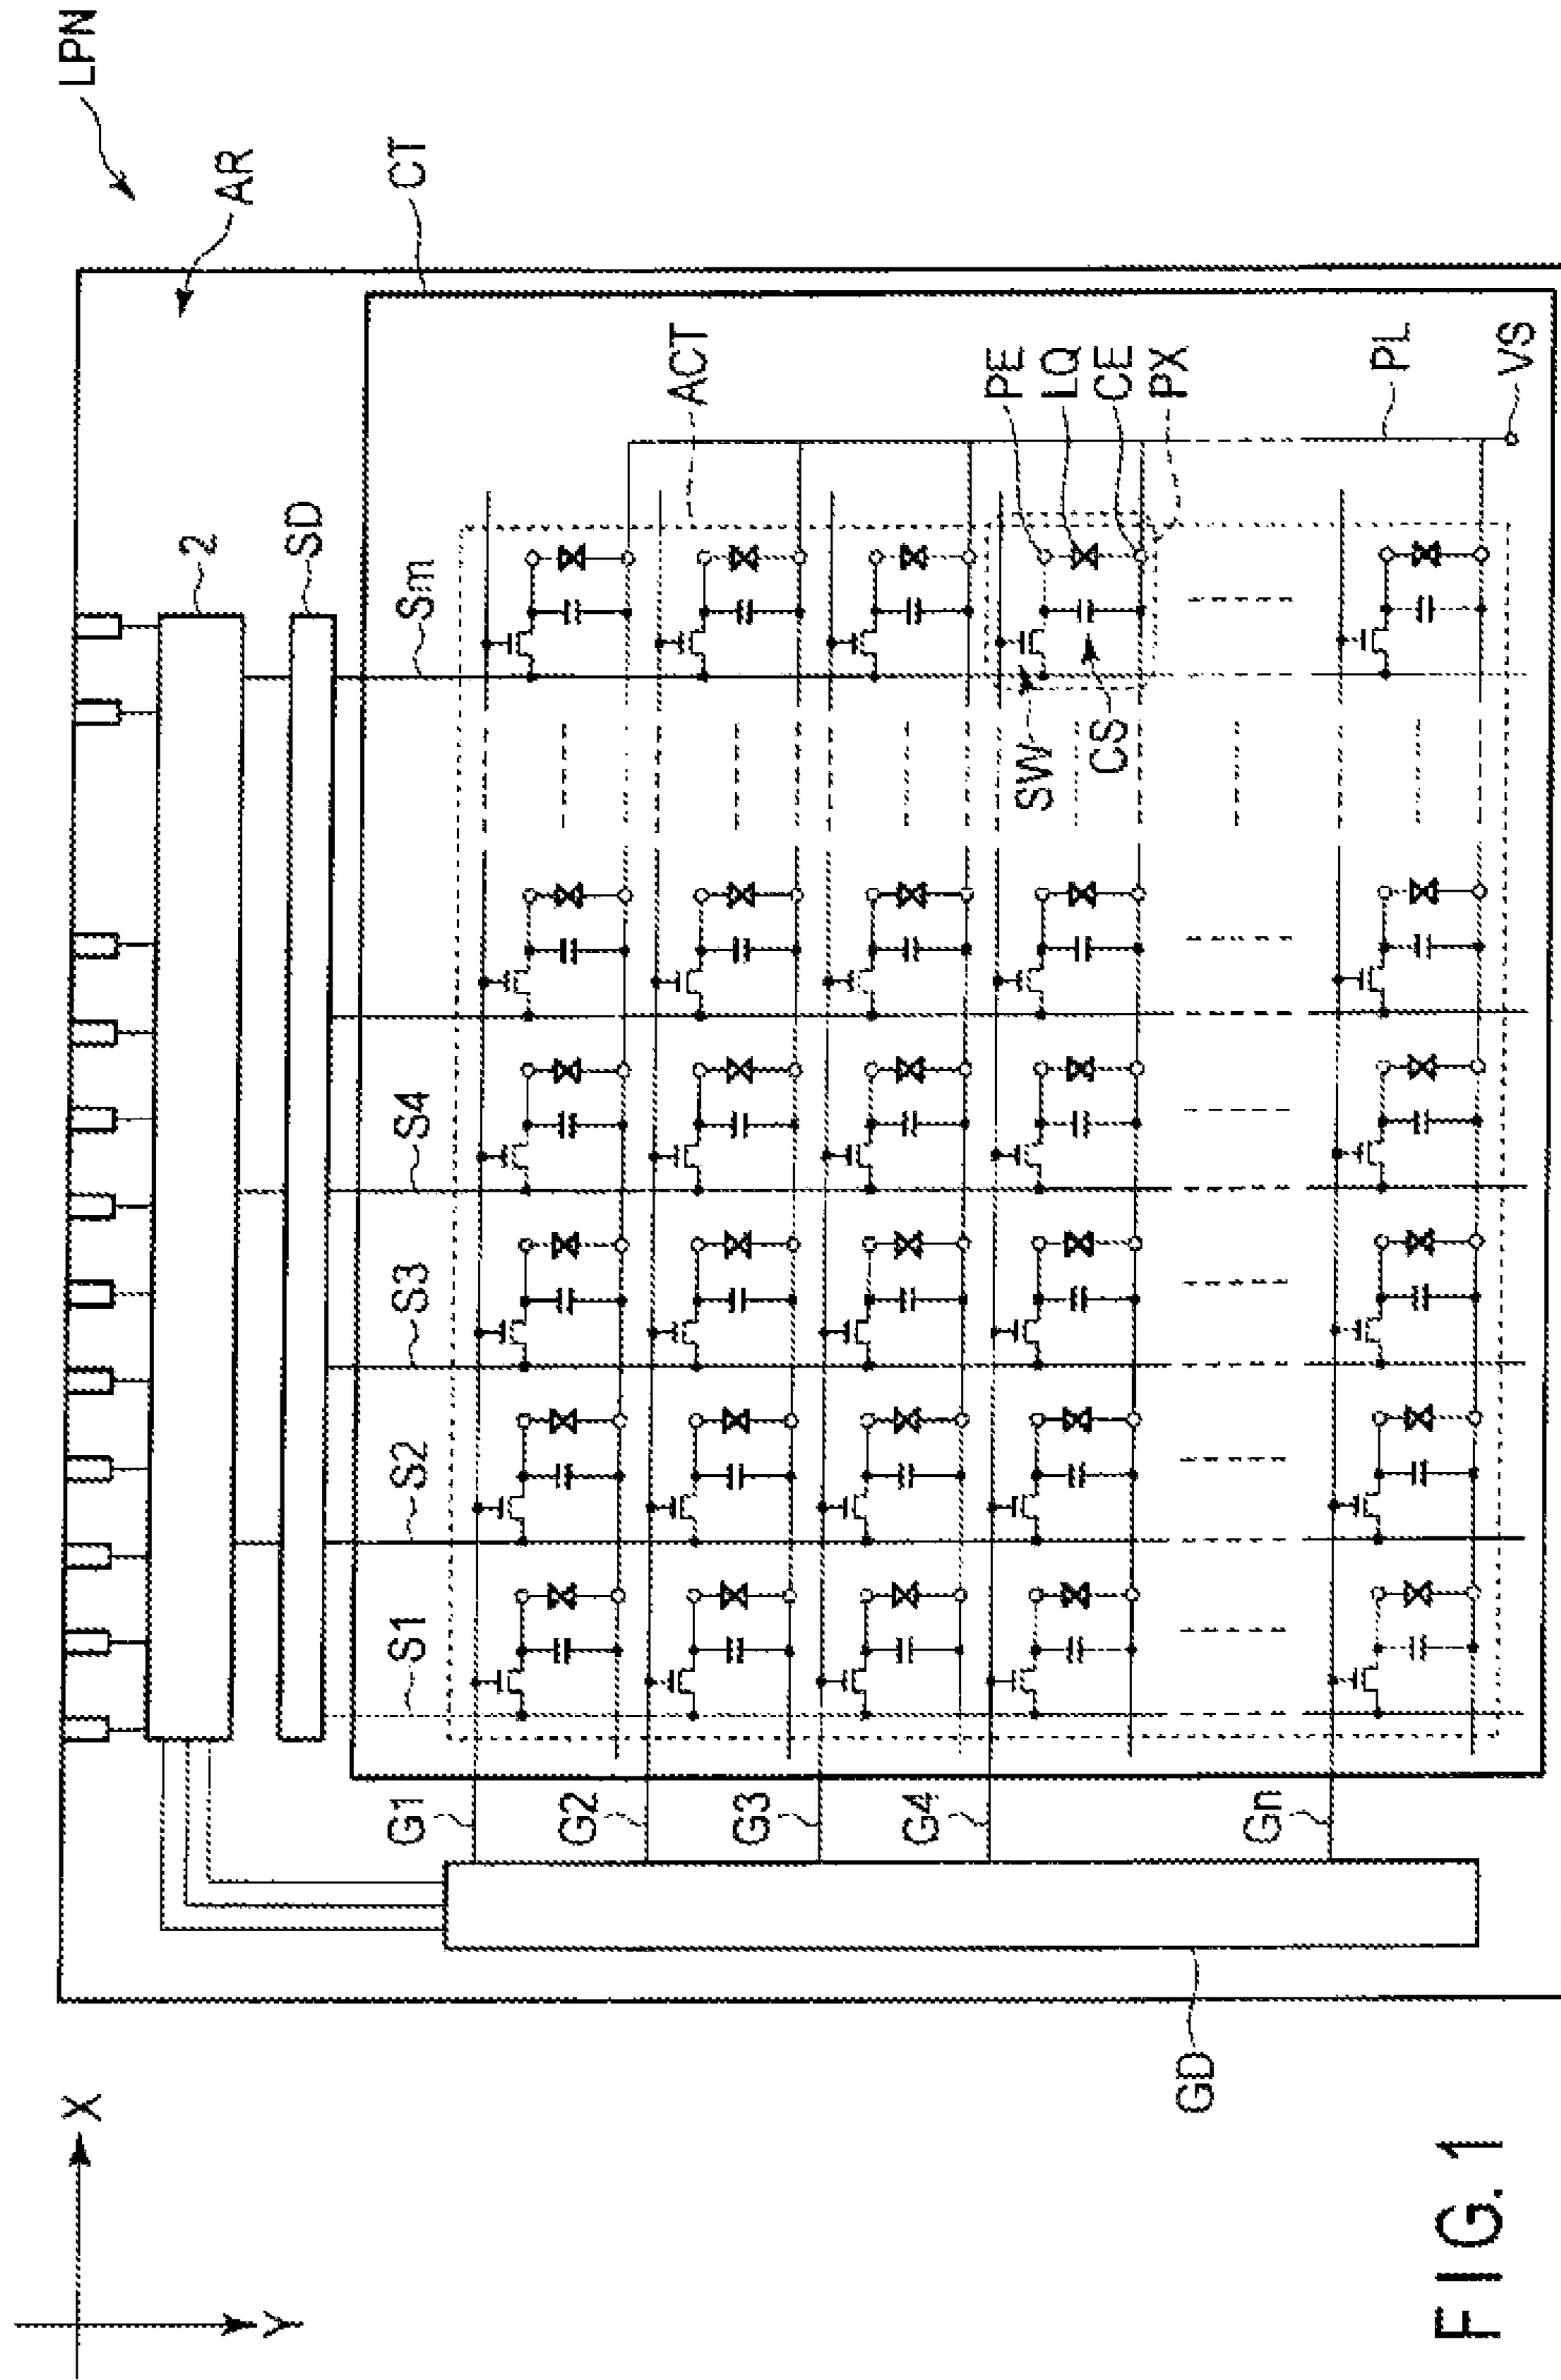 LPN
AR
CT
2
SD
ACT
S1
S2
S3
S4
Sm
G1
G2
G3
G4
Gn
PE
LQ
CE
PX
SW
CS
PL
VS
GD
X
Y
FIG. 1